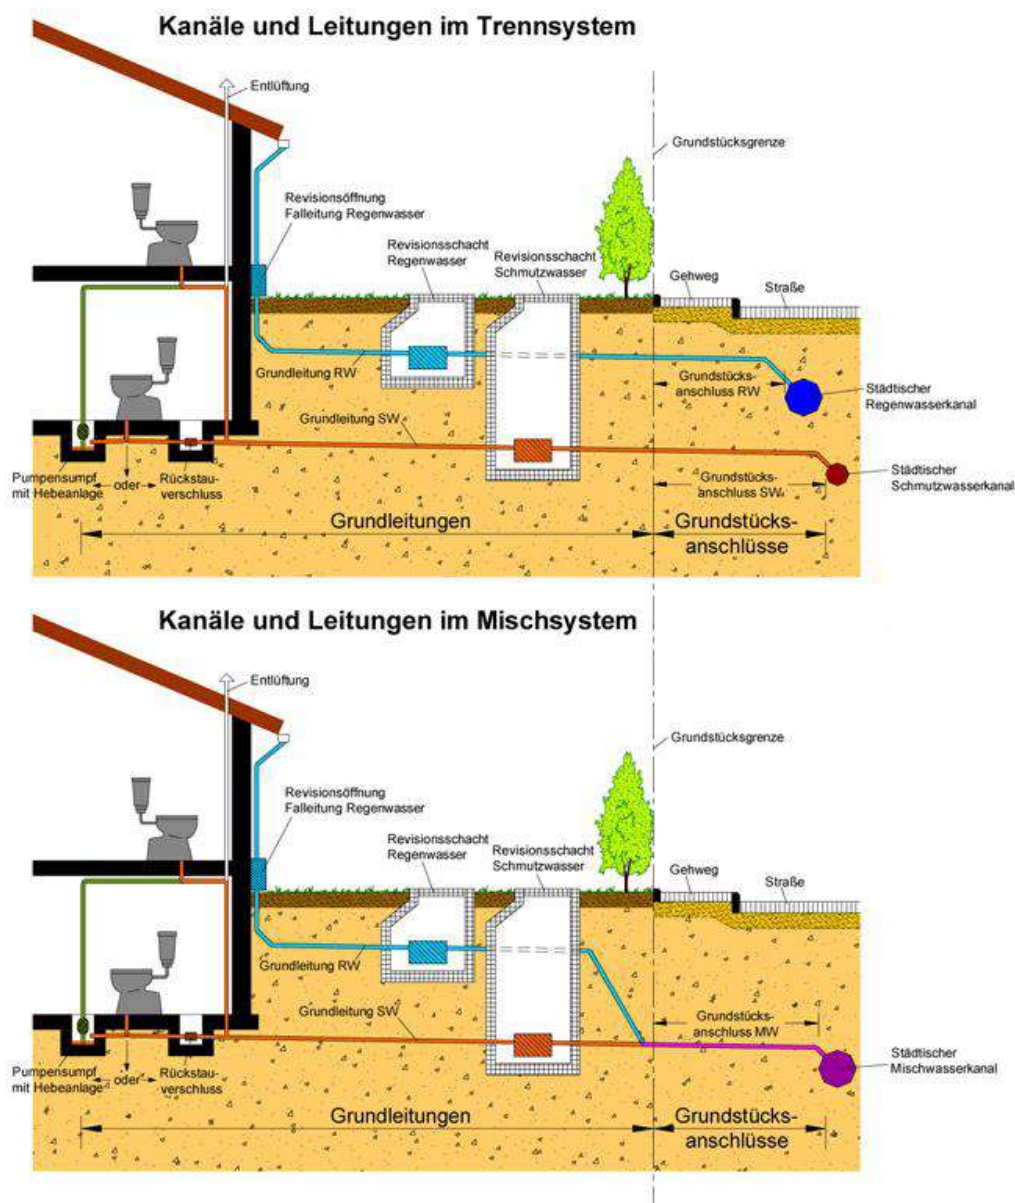 Kanäle und Leitungen im Trennsystem
Entlüftung
Grundstücksgrenze
Revisionsöffnung
Falleitung Regenwasser
Revisionsschacht
Regenwasser
Revisionsschacht
Schmutzwasser
Gehweg
Straße
Grundleitung RW
Grundstücks-
anschluss RW
Städtischer
Regenwasserkanal
Grundleitung SW
Pumpensumpf
mit Hebeanlage
oder
Rückstau-
verschluss
Grundstücks-
anschluss SW
Städtischer
Schmutzwasserkanal
Grundleitungen
Grundstücks-
anschlüsse
Kanäle und Leitungen im Mischsystem
Entlüftung
Grundstücksgrenze
Revisionsöffnung
Falleitung Regenwasser
Revisionsschacht
Regenwasser
Revisionsschacht
Schmutzwasser
Gehweg
Straße
Grundleitung RW
Grundleitung SW
Grundstücks-
anschluss MW
Städtischer
Mischwasserkanal
Pumpensumpf
mit Hebeanlage
oder
Rückstau-
verschluss
Grundleitungen
Grundstücks-
anschlüsse